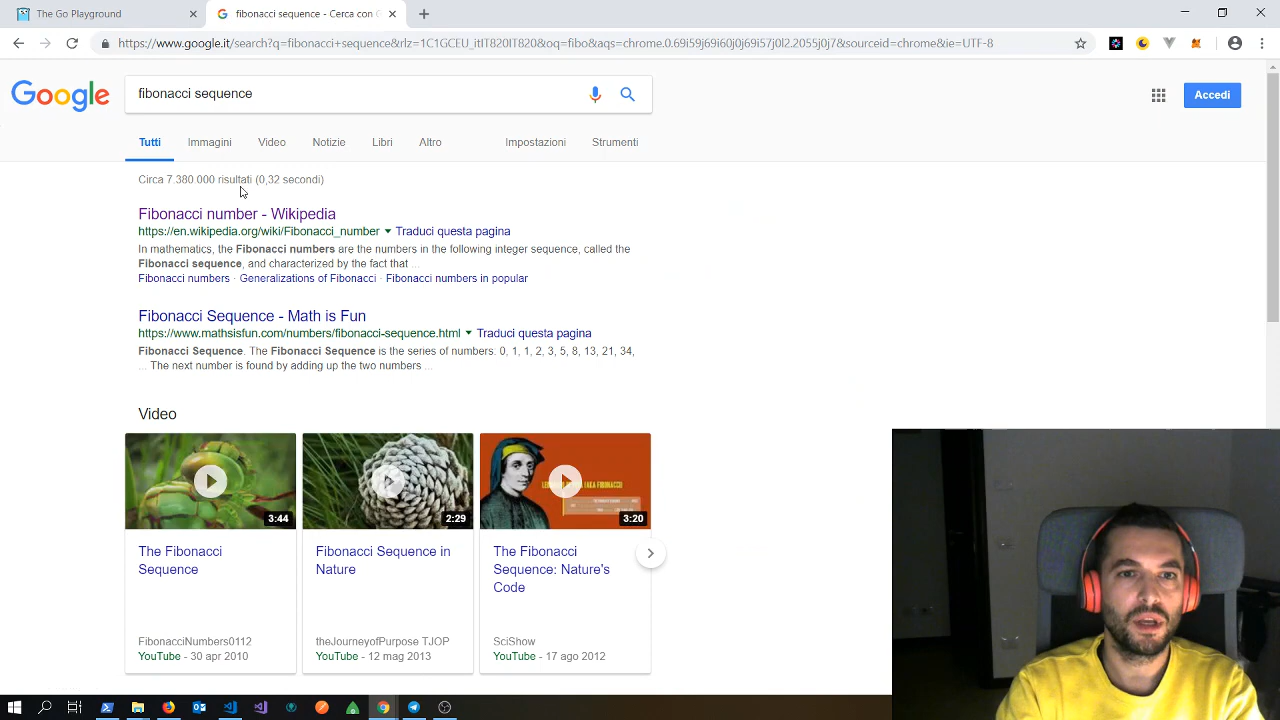 The Go Playground
fibonacci sequence - Cerca con G
https://www.google.it/search?q=fibonacci+sequence&rlz=1C1GCEU_itIT820IT820&oq=fibo&aqs=chrome.0.69i59j69i60j0j69i57j0l2.2055j0j7&sourceid=chrome&ie=UTF-8
Google
fibonacci sequence
Accedi
Tutti Immagini Video Notizie Libri Altro Impostazioni Strumenti
Circa 7.380.000 risultati (0,32 secondi)
Fibonacci number - Wikipedia
https://en.wikipedia.org/wiki/Fibonacci_number Traduci questa pagina
In mathematics, the Fibonacci numbers are the numbers in the following integer sequence, called the
Fibonacci sequence, and characterized by the fact that ...
Fibonacci numbers · Generalizations of Fibonacci · Fibonacci numbers in popular
Fibonacci Sequence - Math is Fun
https://www.mathsisfun.com/numbers/fibonacci-sequence.html Traduci questa pagina
Fibonacci Sequence. The Fibonacci Sequence is the series of numbers. 0, 1, 1, 2, 3, 5, 8, 13, 21, 34,
... The next number is found by adding up the two numbers ...
Video
3:44
2:29
3:20
The Fibonacci
Sequence
FibonacciNumbers0112
YouTube - 30 apr 2010
Fibonacci Sequence in
Nature
theJourneyofPurpose TJOP
YouTube - 12 mag 2013
The Fibonacci
Sequence: Nature's
Code
SciShow
YouTube - 17 ago 2012